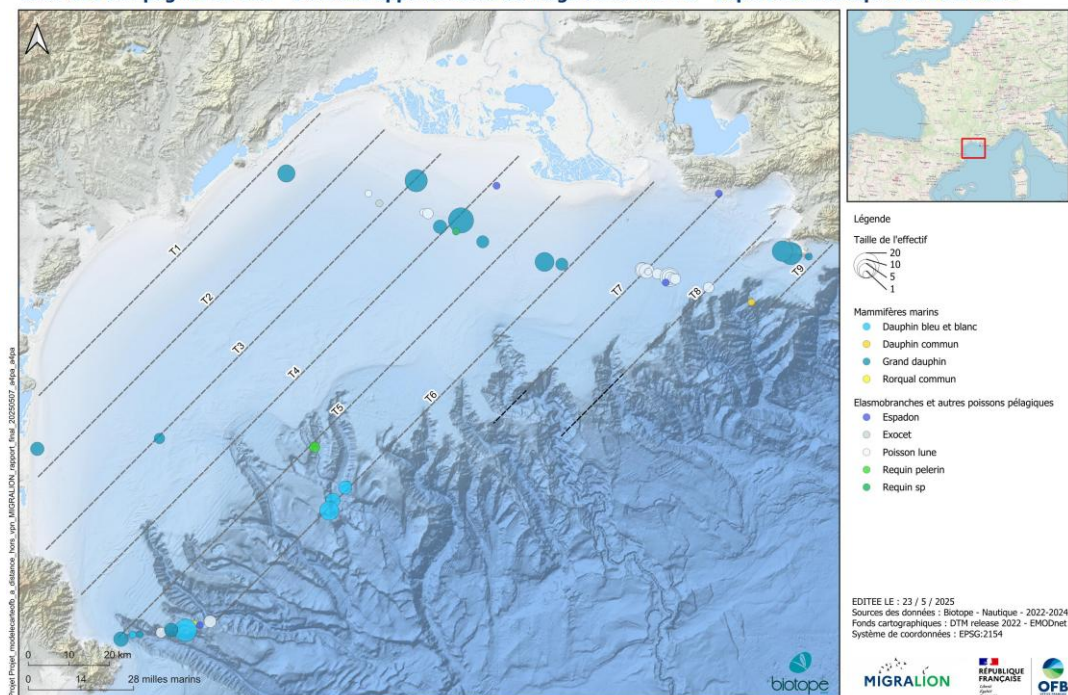 T1
T2
T3
T4
T5
T6
T7
T8
T9
0 10 20 km
0 14 28 milles marins
biotope
Projet Projet_modelecarteofb_e_distance_hors_vpn_MIGRALION_rapport_final_20250507_a4pa_a4pa
Légende
Taille de l'effectif
20
10
5
1
Mammifères marins
Dauphin bleu et blanc
Dauphin commun
Grand dauphin
Rorqual commun
Elasmobranches et autres poissons pélagiques
Espadon
Exocet
Poisson lune
Requin pelerin
Requin sp
EDITEE LE : 23 / 5 / 2025
Sources des données : Biotope - Nautique - 2022-2024
Fonds cartographiques : DTM release 2022 - EMODnet
Système de coordonnées : EPSG:2154
MIGRALION
RÉPUBLIQUE
FRANÇAISE
Liberté
Égalité
OFB